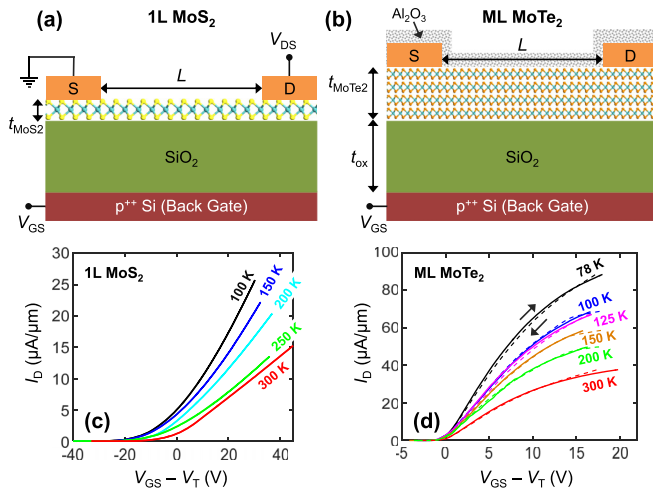 (a)
1L MoS2
VDS
S
L
D
tMoS2
SiO2
p++ Si (Back Gate)
VGS
(b)
ML MoTe2
Al2O3
S
L
D
tMoTe2
tox
SiO2
p++ Si (Back Gate)
VGS
30
25
20
15
10
5
0
ID (μA/μm)
1L MoS2
100 K
150 K
200 K
250 K
300 K
(c)
-40
-20
0
20
40
VGS – VT (V)
100
80
60
40
20
0
ID (μA/μm)
ML MoTe2
78 K
100 K
125 K
150 K
200 K
300 K
(d)
-5
0
5
10
15
20
VGS – VT (V)